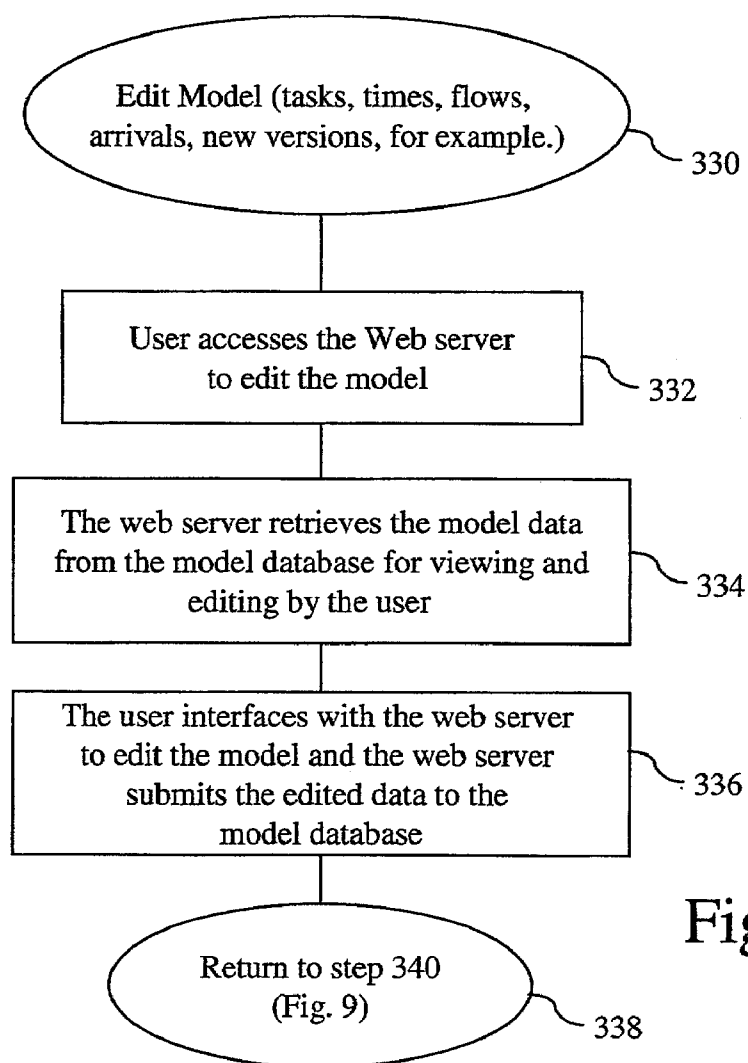 Edit Model (tasks, times, flows,
arrivals, new versions, for example.)
330
User accesses the Web server
to edit the model
332
The web server retrieves the model data
from the model database for viewing and
editing by the user
334
The user interfaces with the web server
to edit the model and the web server
submits the edited data to the
model database
336
Fig
Return to step 340
(Fig. 9)
338